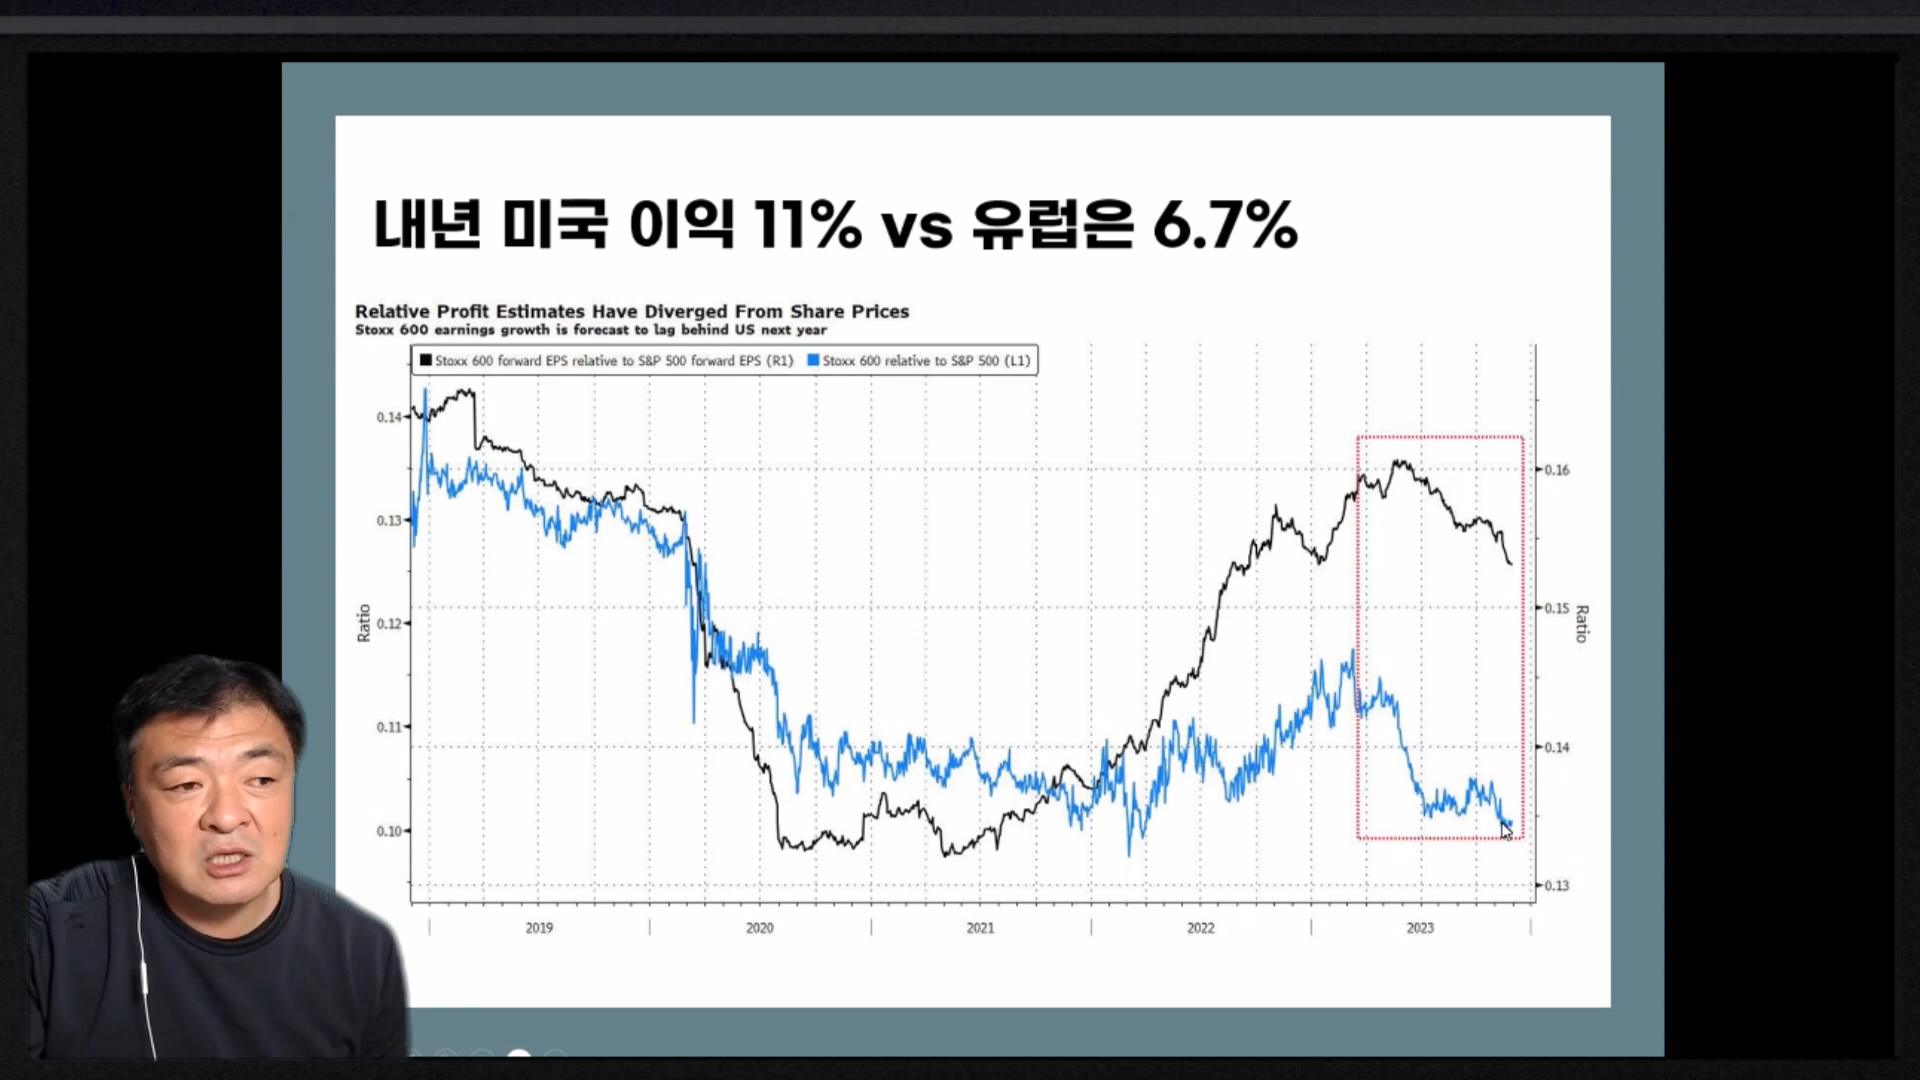 내년 미국 이익 11% vs 유럽은 6.7%
Relative Profit Estimates Have Diverged From Share Prices
Stoxx 600 earnings growth is forecast to lag behind US next year
Stoxx 600 forward EPS relative to S&P 500 forward EPS (R1) Stoxx 600 relative to S&P 500 (L1)
0.14
0.13
0.12
0.11
0.10
Ratio
0.16
0.15
0.14
0.13
Ratio
2019 2020 2021 2022 2023